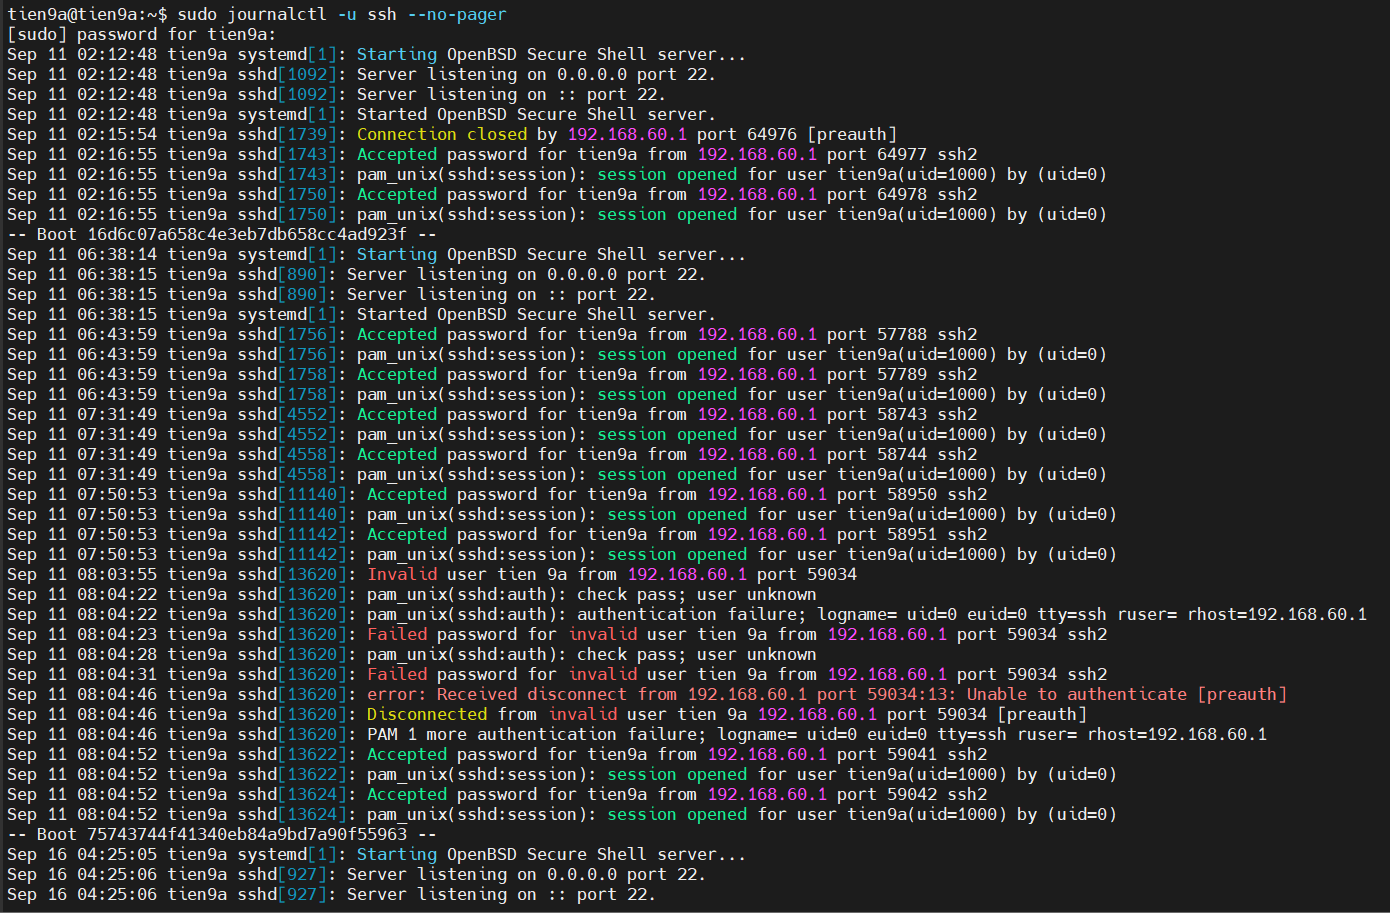 tien9a@tien9a:~$ sudo journalctl -u ssh --no-pager
[sudo] password for tien9a:
Sep 11 02:12:48 tien9a systemd[1]: Starting OpenBSD Secure Shell server...
Sep 11 02:12:48 tien9a sshd[1092]: Server listening on 0.0.0.0 port 22.
Sep 11 02:12:48 tien9a sshd[1092]: Server listening on :: port 22.
Sep 11 02:12:48 tien9a systemd[1]: Started OpenBSD Secure Shell server.
Sep 11 02:15:54 tien9a sshd[1739]: Connection closed by 192.168.60.1 port 64976 [preauth]
Sep 11 02:16:55 tien9a sshd[1743]: Accepted password for tien9a from 192.168.60.1 port 64977 ssh2
Sep 11 02:16:55 tien9a sshd[1743]: pam_unix(sshd:session): session opened for user tien9a(uid=1000) by (uid=0)
Sep 11 02:16:55 tien9a sshd[1750]: Accepted password for tien9a from 192.168.60.1 port 64978 ssh2
Sep 11 02:16:55 tien9a sshd[1750]: pam_unix(sshd:session): session opened for user tien9a(uid=1000) by (uid=0)
-- Boot 16d6c07a658c4e3eb7db658cc4ad923f --
Sep 11 06:38:14 tien9a systemd[1]: Starting OpenBSD Secure Shell server...
Sep 11 06:38:15 tien9a sshd[890]: Server listening on 0.0.0.0 port 22.
Sep 11 06:38:15 tien9a sshd[890]: Server listening on :: port 22.
Sep 11 06:38:15 tien9a systemd[1]: Started OpenBSD Secure Shell server.
Sep 11 06:43:59 tien9a sshd[1756]: Accepted password for tien9a from 192.168.60.1 port 57788 ssh2
Sep 11 06:43:59 tien9a sshd[1756]: pam_unix(sshd:session): session opened for user tien9a(uid=1000) by (uid=0)
Sep 11 06:43:59 tien9a sshd[1758]: Accepted password for tien9a from 192.168.60.1 port 57789 ssh2
Sep 11 06:43:59 tien9a sshd[1758]: pam_unix(sshd:session): session opened for user tien9a(uid=1000) by (uid=0)
Sep 11 07:31:49 tien9a sshd[4552]: Accepted password for tien9a from 192.168.60.1 port 58743 ssh2
Sep 11 07:31:49 tien9a sshd[4552]: pam_unix(sshd:session): session opened for user tien9a(uid=1000) by (uid=0)
Sep 11 07:31:49 tien9a sshd[4558]: Accepted password for tien9a from 192.168.60.1 port 58744 ssh2
Sep 11 07:31:49 tien9a sshd[4558]: pam_unix(sshd:session): session opened for user tien9a(uid=1000) by (uid=0)
Sep 11 07:50:53 tien9a sshd[11140]: Accepted password for tien9a from 192.168.60.1 port 58950 ssh2
Sep 11 07:50:53 tien9a sshd[11140]: pam_unix(sshd:session): session opened for user tien9a(uid=1000) by (uid=0)
Sep 11 07:50:53 tien9a sshd[11142]: Accepted password for tien9a from 192.168.60.1 port 58951 ssh2
Sep 11 07:50:53 tien9a sshd[11142]: pam_unix(sshd:session): session opened for user tien9a(uid=1000) by (uid=0)
Sep 11 08:03:55 tien9a sshd[13620]: Invalid user tien 9a from 192.168.60.1 port 59034
Sep 11 08:04:22 tien9a sshd[13620]: pam_unix(sshd:auth): check pass; user unknown
Sep 11 08:04:22 tien9a sshd[13620]: pam_unix(sshd:auth): authentication failure; logname= uid=0 euid=0 tty=ssh ruser= rhost=192.168.60.1
Sep 11 08:04:23 tien9a sshd[13620]: Failed password for invalid user tien 9a from 192.168.60.1 port 59034 ssh2
Sep 11 08:04:28 tien9a sshd[13620]: pam_unix(sshd:auth): check pass; user unknown
Sep 11 08:04:31 tien9a sshd[13620]: Failed password for invalid user tien 9a from 192.168.60.1 port 59034 ssh2
Sep 11 08:04:46 tien9a sshd[13620]: error: Received disconnect from 192.168.60.1 port 59034:13: Unable to authenticate [preauth]
Sep 11 08:04:46 tien9a sshd[13620]: Disconnected from invalid user tien 9a 192.168.60.1 port 59034 [preauth]
Sep 11 08:04:46 tien9a sshd[13620]: PAM 1 more authentication failure; logname= uid=0 euid=0 tty=ssh ruser= rhost=192.168.60.1
Sep 11 08:04:52 tien9a sshd[13622]: Accepted password for tien9a from 192.168.60.1 port 59041 ssh2
Sep 11 08:04:52 tien9a sshd[13622]: pam_unix(sshd:session): session opened for user tien9a(uid=1000) by (uid=0)
Sep 11 08:04:52 tien9a sshd[13624]: Accepted password for tien9a from 192.168.60.1 port 59042 ssh2
Sep 11 08:04:52 tien9a sshd[13624]: pam_unix(sshd:session): session opened for user tien9a(uid=1000) by (uid=0)
-- Boot 75743744f41340eb84a9bd7a90f55963 --
Sep 16 04:25:05 tien9a systemd[1]: Starting OpenBSD Secure Shell server...
Sep 16 04:25:06 tien9a sshd[927]: Server listening on 0.0.0.0 port 22.
Sep 16 04:25:06 tien9a sshd[927]: Server listening on :: port 22.